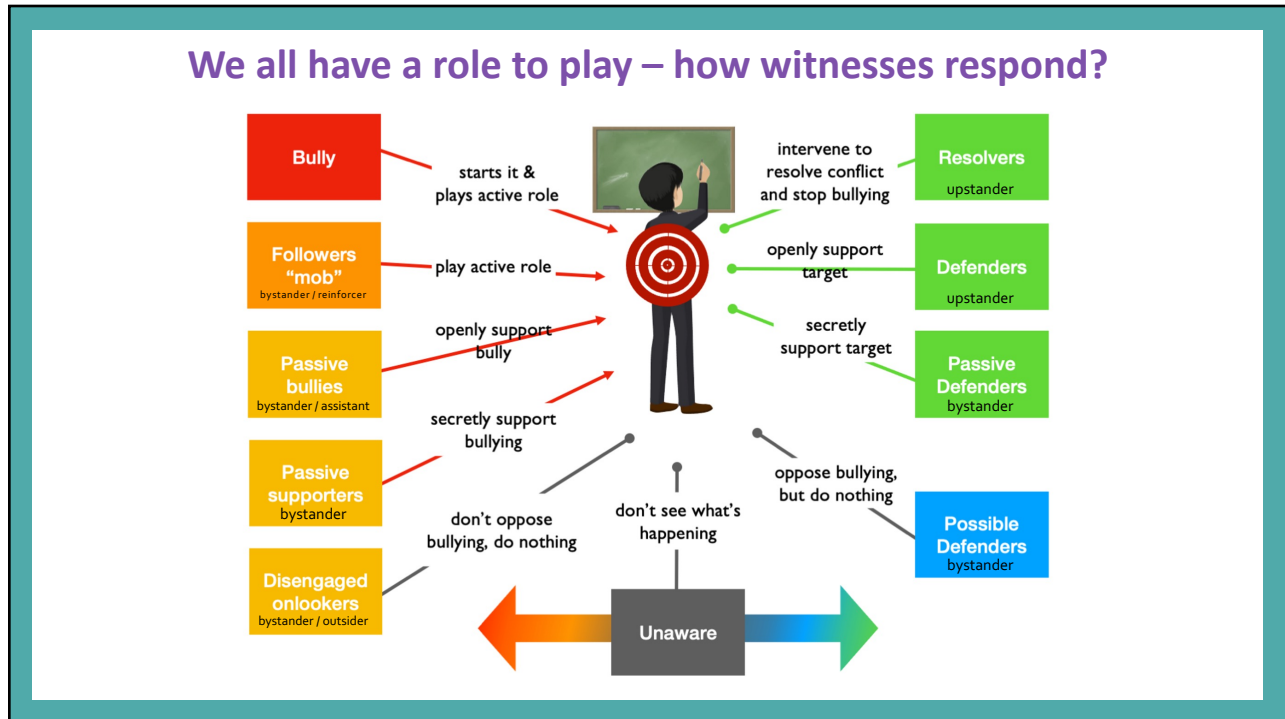 We all have a role to play – how witnesses respond?
Bully
starts it &
plays active role
Followers
“mob”
bystander / reinforcer
play active role
Passive
bullies
bystander / assistant
openly support
bully
Passive
supporters
bystander
secretly support
bullying
Disengaged
onlookers
bystander / outsider
don’t oppose
bullying, do nothing
Unaware
don’t see what’s
happening
Resolvers
upstander
intervene to
resolve conflict
and stop bullying
Defenders
upstander
openly support
target
Passive
Defenders
bystander
secretly
support target
Possible
Defenders
bystander
oppose bullying,
but do nothing